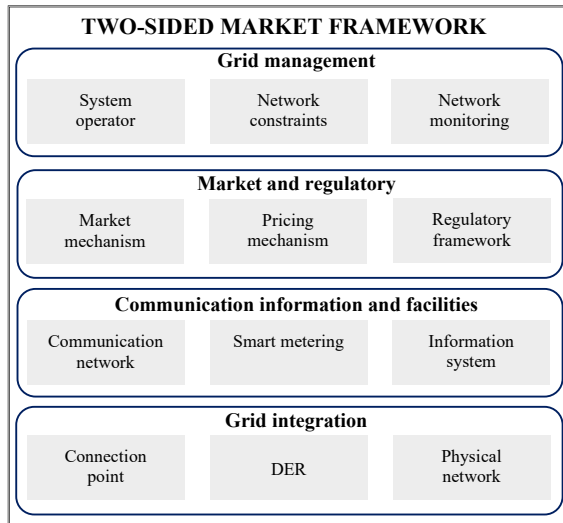 TWO-SIDED MARKET FRAMEWORK
Grid management
System
operator
Network
constraints
Network
monitoring
Market and regulatory
Market
mechanism
Pricing
mechanism
Regulatory
framework
Communication information and facilities
Communication
network
Smart metering
Information
system
Grid integration
Connection
point
DER
Physical
network